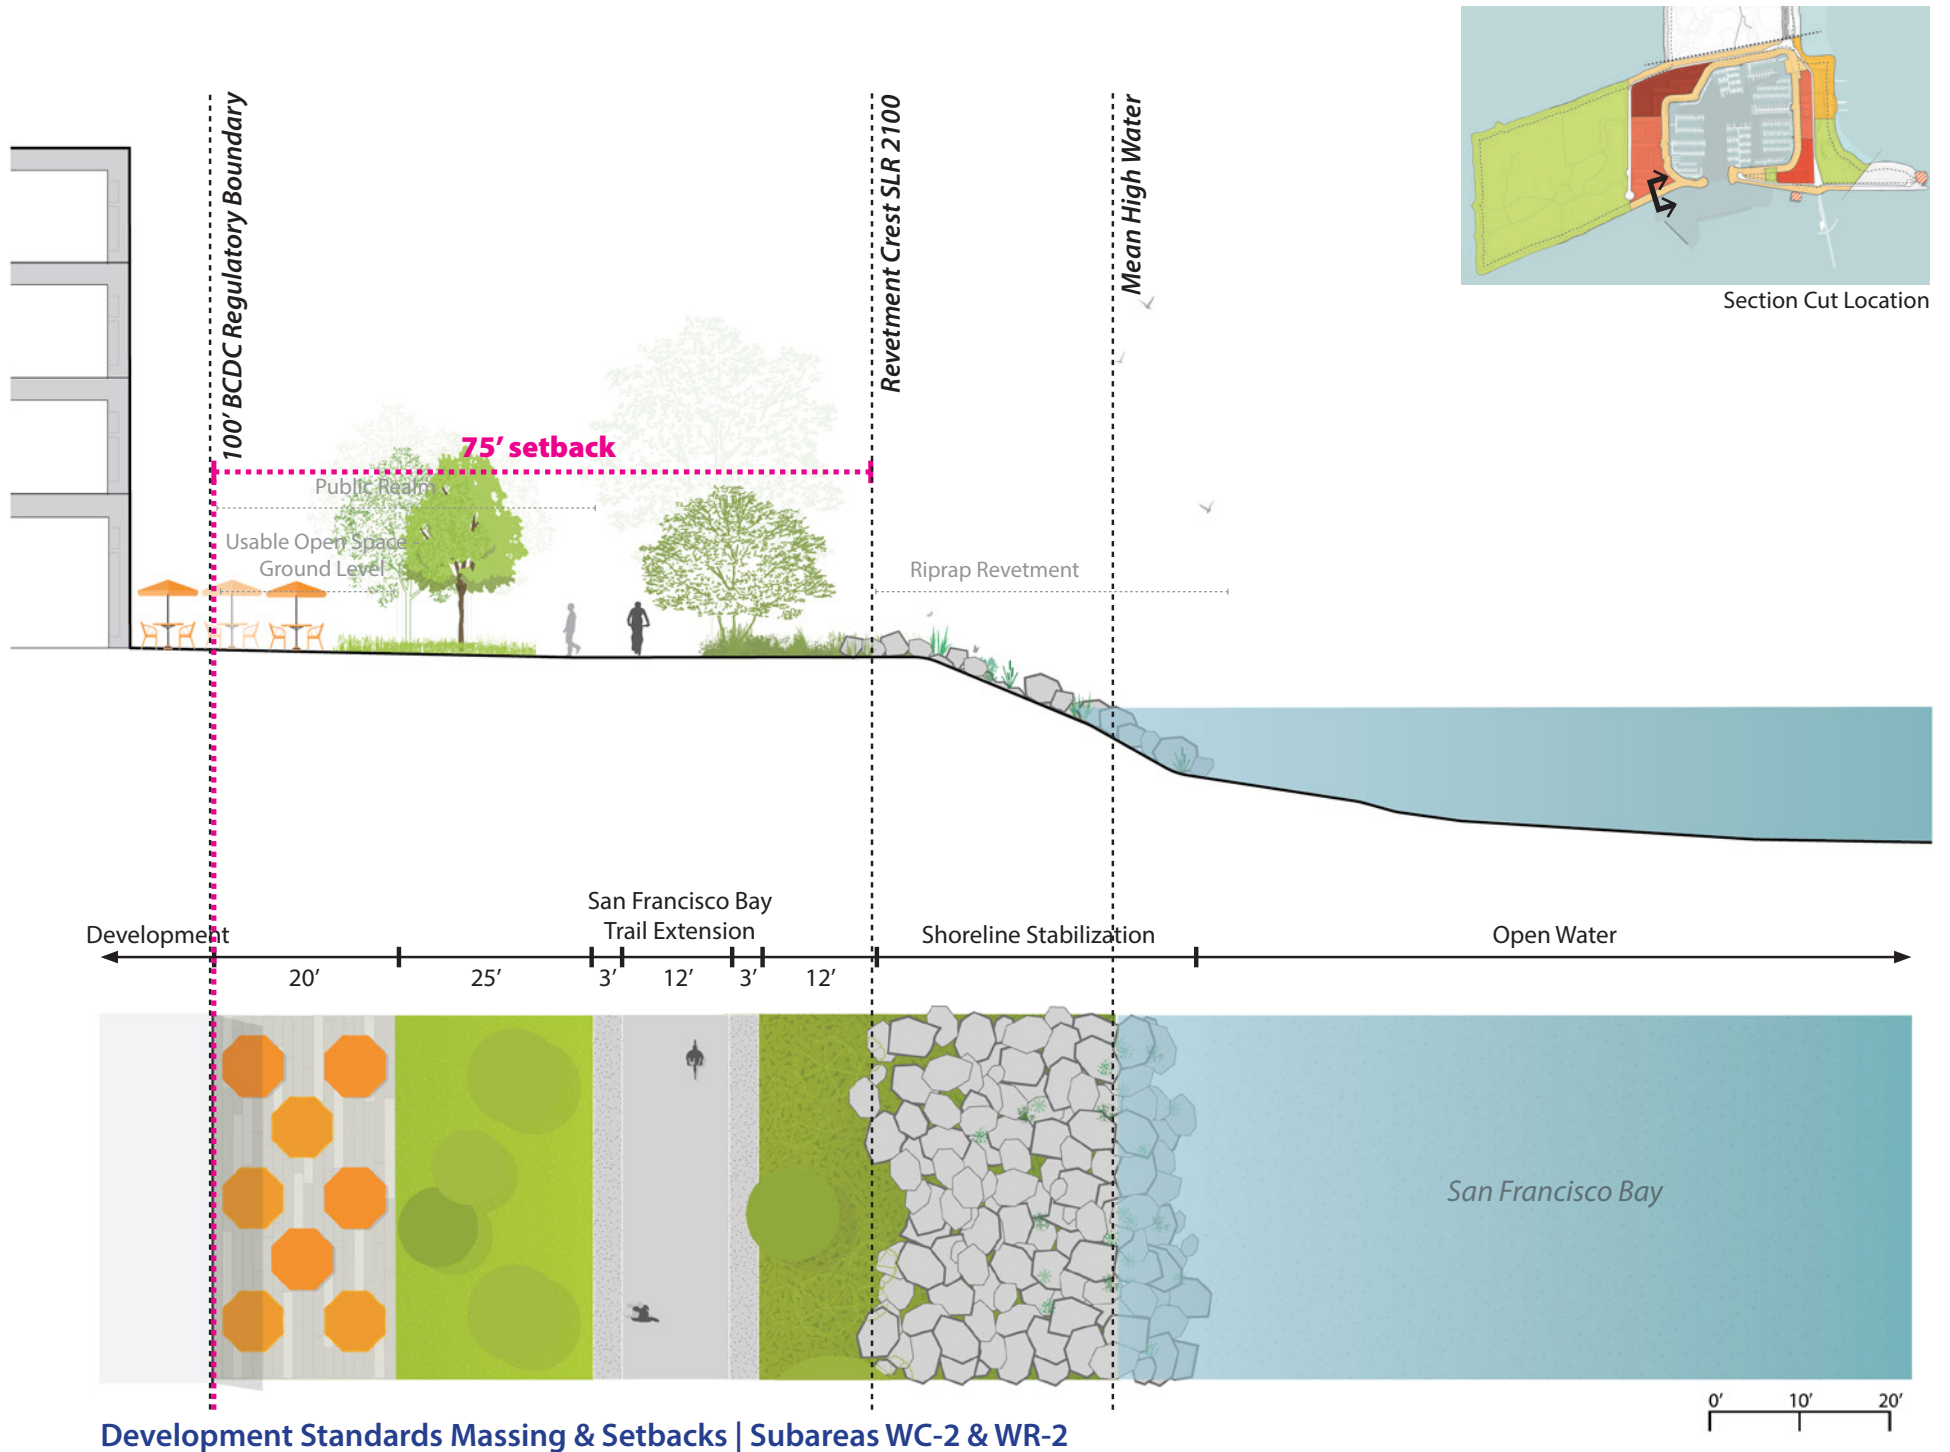 100' BCDC Regulatory Boundary
Revetment Crest SLR 2100
Mean High Water
Section Cut Location
75' setback
Public Realm
Usable Open Space -
Ground Level
Riprap Revetment
Development
San Francisco Bay
Trail Extension
Shoreline Stabilization
Open Water
20'
25'
3'
12'
3'
12'
San Francisco Bay
0'
10'
20'
Development Standards Massing & Setbacks | Subareas WC-2 & WR-2